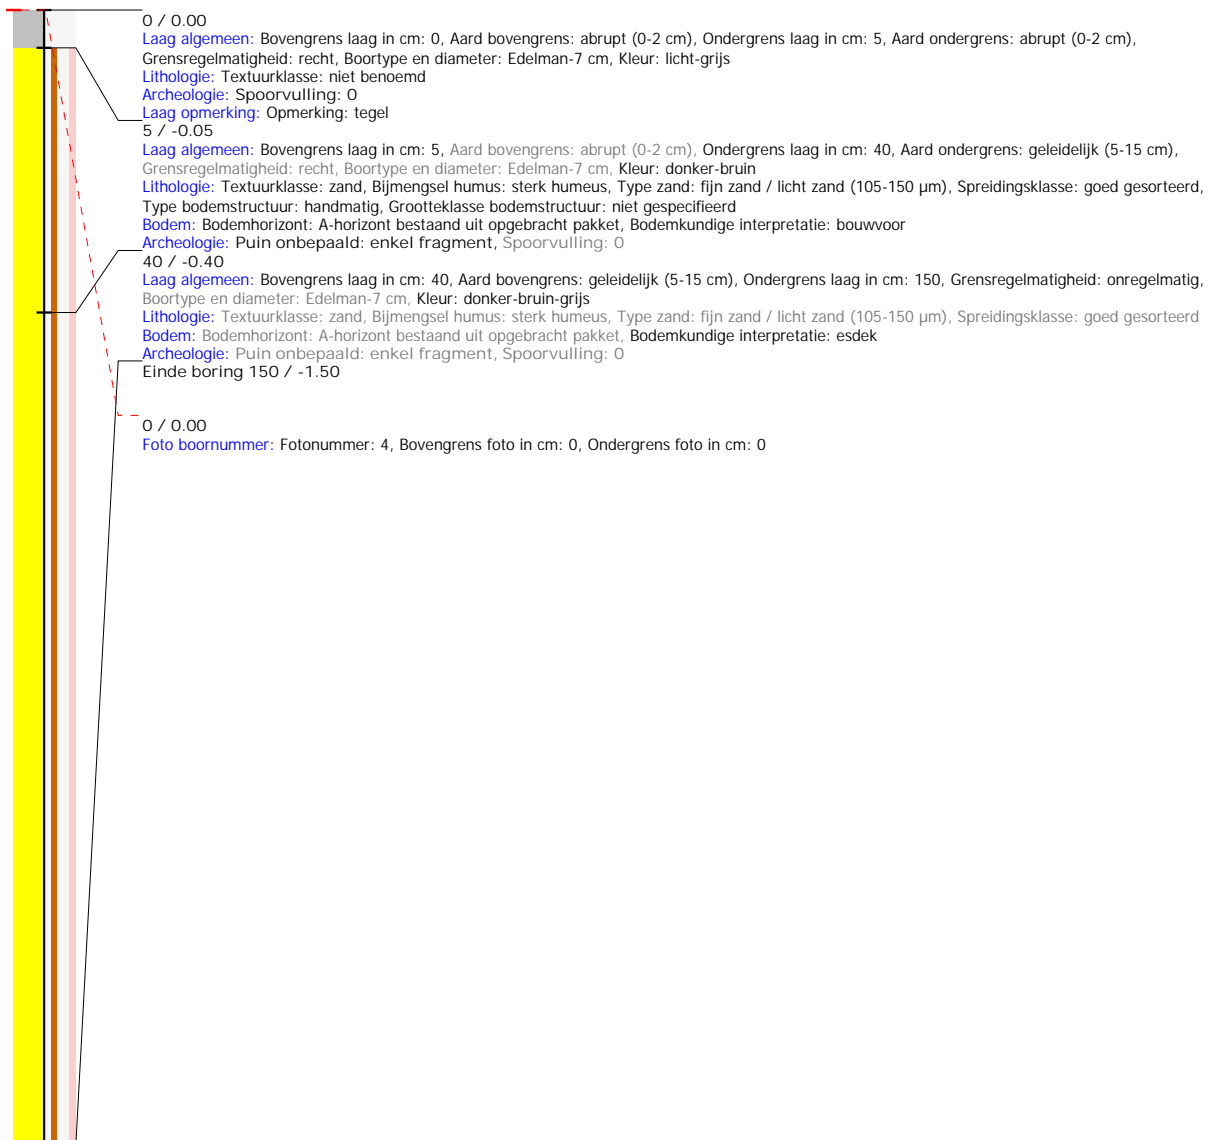 0 / 0.00
Laag algemeen: Bovengrens laag in cm: 0, Aard bovengrens: abrupt (0-2 cm), Ondergrens laag in cm: 5, Aard ondergrens: abrupt (0-2 cm),
Grensregelmatigheid: recht, Boortype en diameter: Edelman-7 cm, Kleur: licht-grijs
Lithologie: Textuurklasse: niet benoemd
Archeologie: Spoorvulling: 0
Laag opmerking: Opmerking: tegel
5 / -0.05
Laag algemeen: Bovengrens laag in cm: 5, Aard bovengrens: abrupt (0-2 cm), Ondergrens laag in cm: 40, Aard ondergrens: geleidelijk (5-15 cm),
Grensregelmatigheid: recht, Boortype en diameter: Edelman-7 cm, Kleur: donker-bruin
Lithologie: Textuurklasse: zand, Bijmengsel humus: sterk humeus, Type zand: fijn zand / licht zand (105-150 µm), Spreidingsklasse: goed gesorteerd,
Type bodemstructuur: handmatig, Grootteklasse bodemstructuur: niet gespecifieerd
Bodem: Bodemhorizont: A-horizont bestaand uit opgebracht pakket, Bodemkundige interpretatie: bouwvoor
Archeologie: Puin onbepaald: enkel fragment, Spoorvulling: 0
40 / -0.40
Laag algemeen: Bovengrens laag in cm: 40, Aard bovengrens: geleidelijk (5-15 cm), Ondergrens laag in cm: 150, Grensregelmatigheid: onregelmatig,
Boortype en diameter: Edelman-7 cm, Kleur: donker-bruin-grijs
Lithologie: Textuurklasse: zand, Bijmengsel humus: sterk humeus, Type zand: fijn zand / licht zand (105-150 µm), Spreidingsklasse: goed gesorteerd
Bodem: Bodemhorizont: A-horizont bestaand uit opgebracht pakket, Bodemkundige interpretatie: esdek
Archeologie: Puin onbepaald: enkel fragment, Spoorvulling: 0
Einde boring 150 / -1.50
0 / 0.00
Foto boornummer: Fotonummer: 4, Bovengrens foto in cm: 0, Ondergrens foto in cm: 0